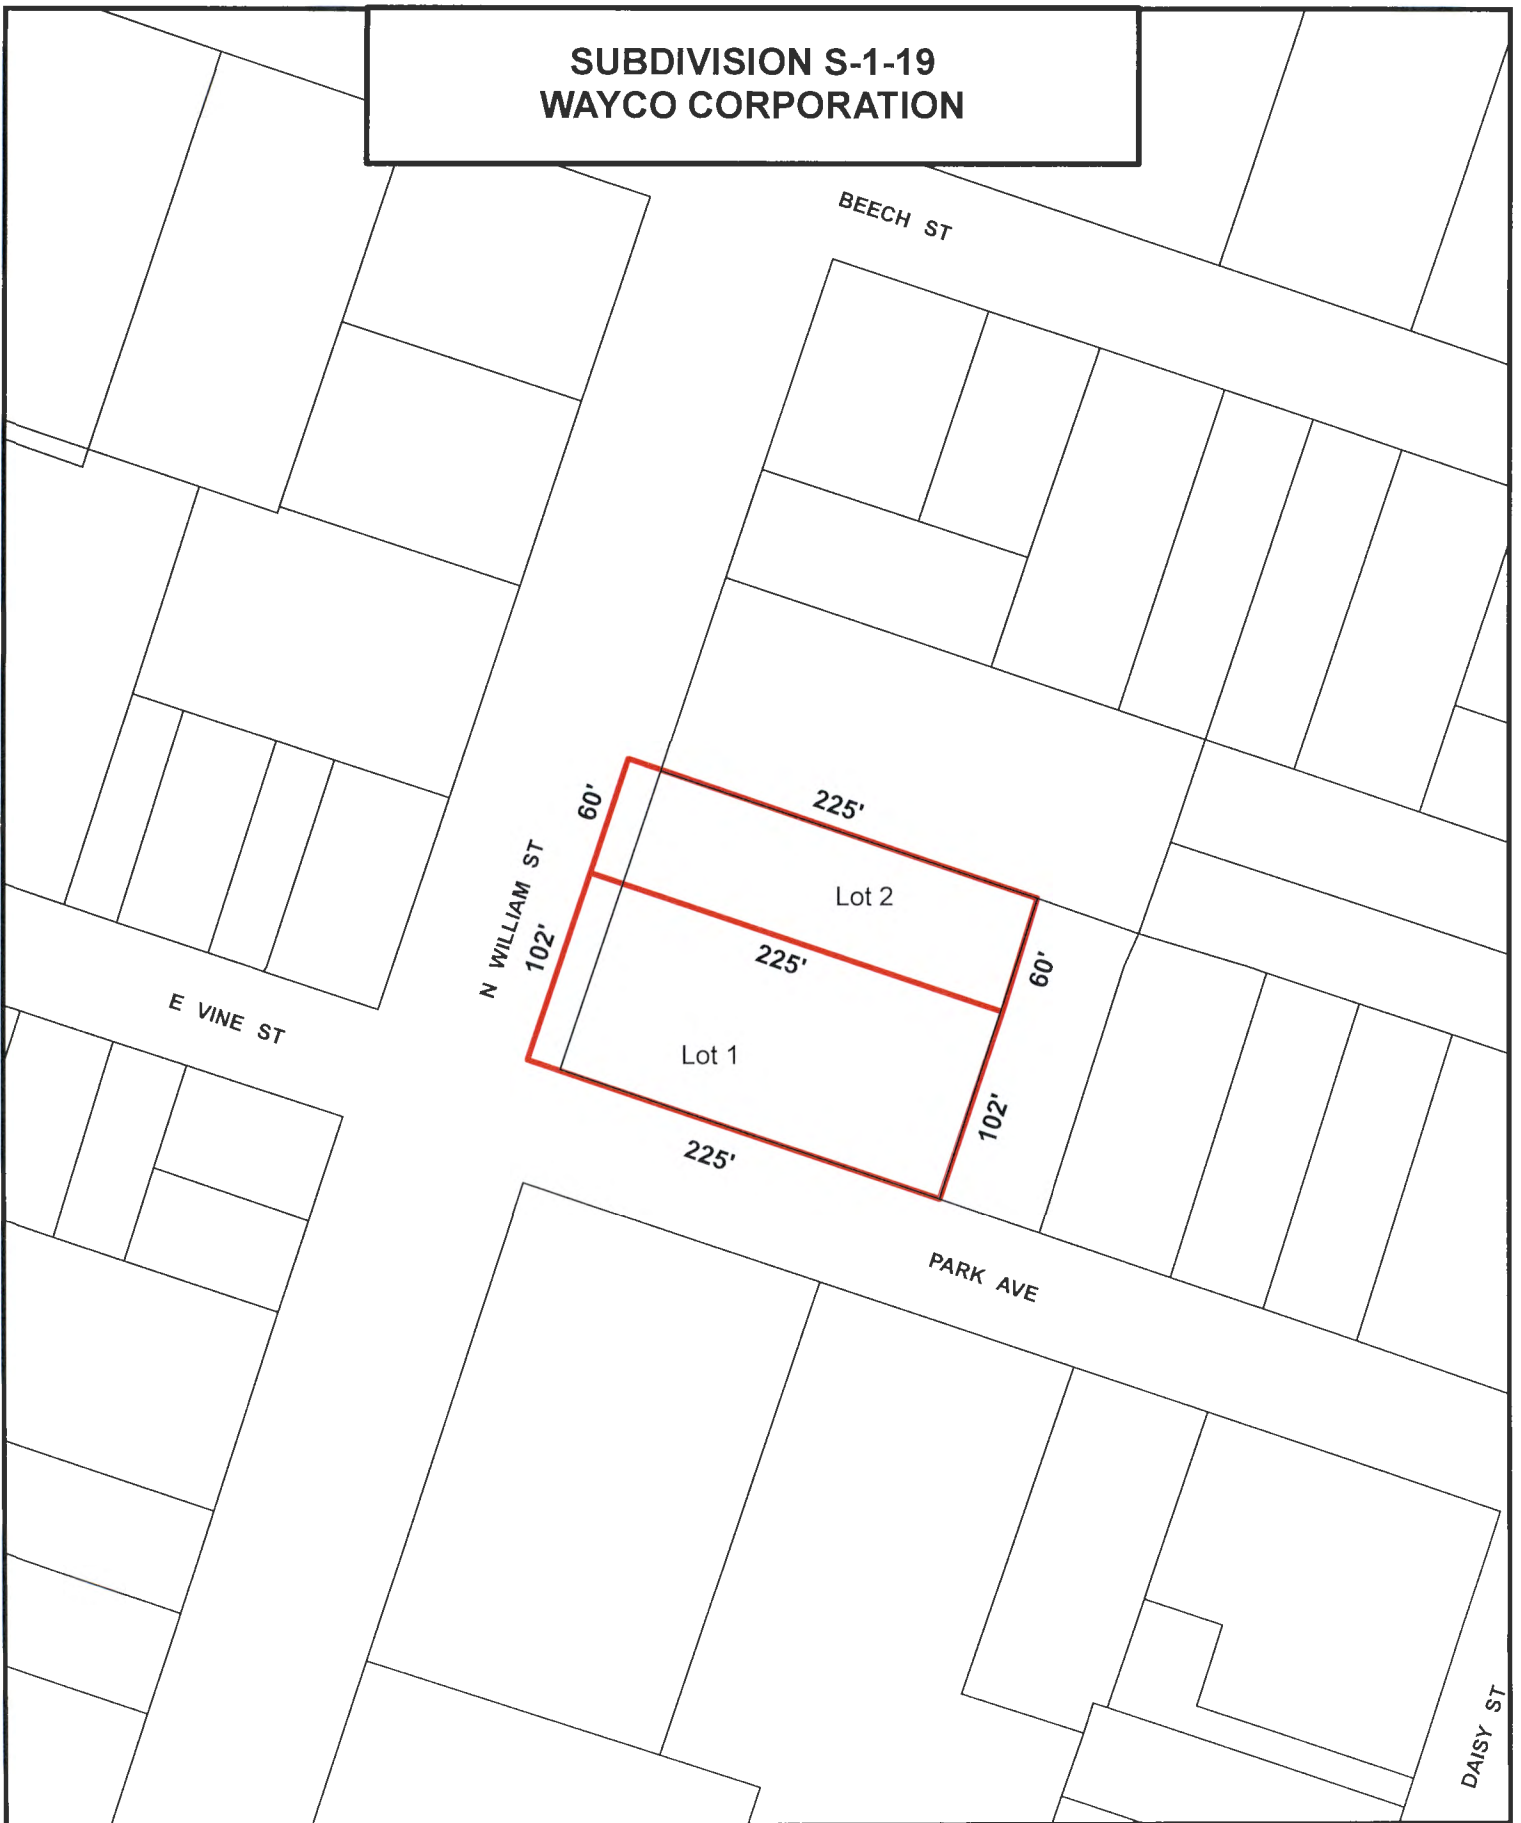 SUBDIVISION S-1-19
WAYCO CORPORATION
BEECH ST
60'
225'
N WILLIAM ST
Lot 2
102'
225'
60'
E VINE ST
Lot 1
102'
225'
PARK AVE
DAISY ST